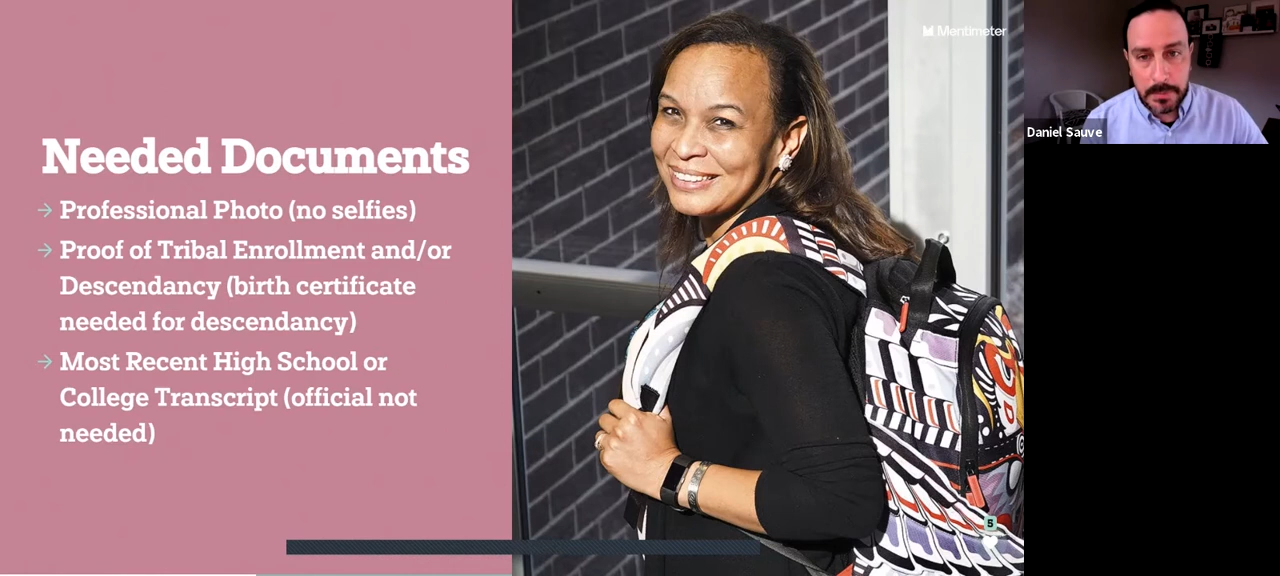 Mentimeter
Needed Documents
→ Professional Photo (no selfies)
→ Proof of Tribal Enrollment and/or
Descendancy (birth certificate
needed for descendancy)
→ Most Recent High School or
College Transcript (official not
needed)
5
Daniel Sauve